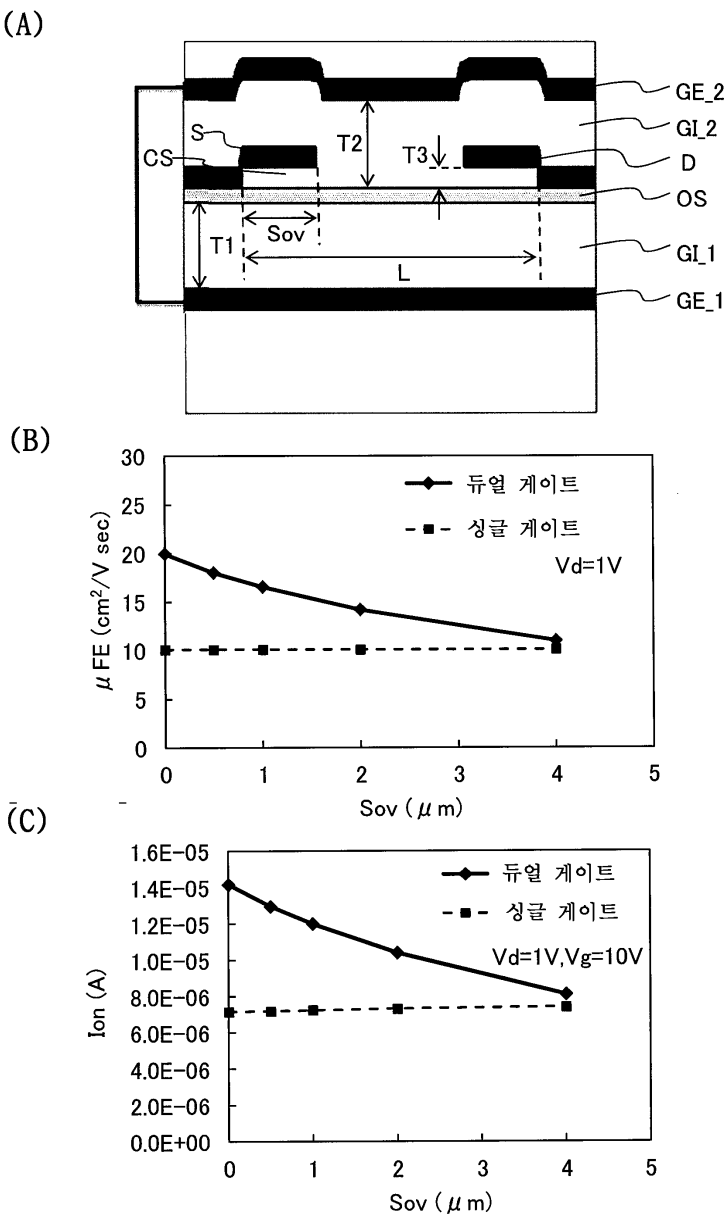 (A)
GE_2
GI_2
S
T2
T3
D
CS
OS
Sov
T1
GI_1
L
GE_1
(B)
30
25
20
15
10
5
0
μFE (cm²/V sec)
듀얼 게이트
싱글 게이트
Vd=1V
0 1 2 3 4 5
Sov (μm)
(C)
1.6E-05
1.4E-05
1.2E-05
1.0E-05
8.0E-06
6.0E-06
4.0E-06
2.0E-06
0.0E+00
Ion (A)
듀얼 게이트
싱글 게이트
Vd=1V,Vg=10V
0 1 2 3 4 5
Sov (μm)